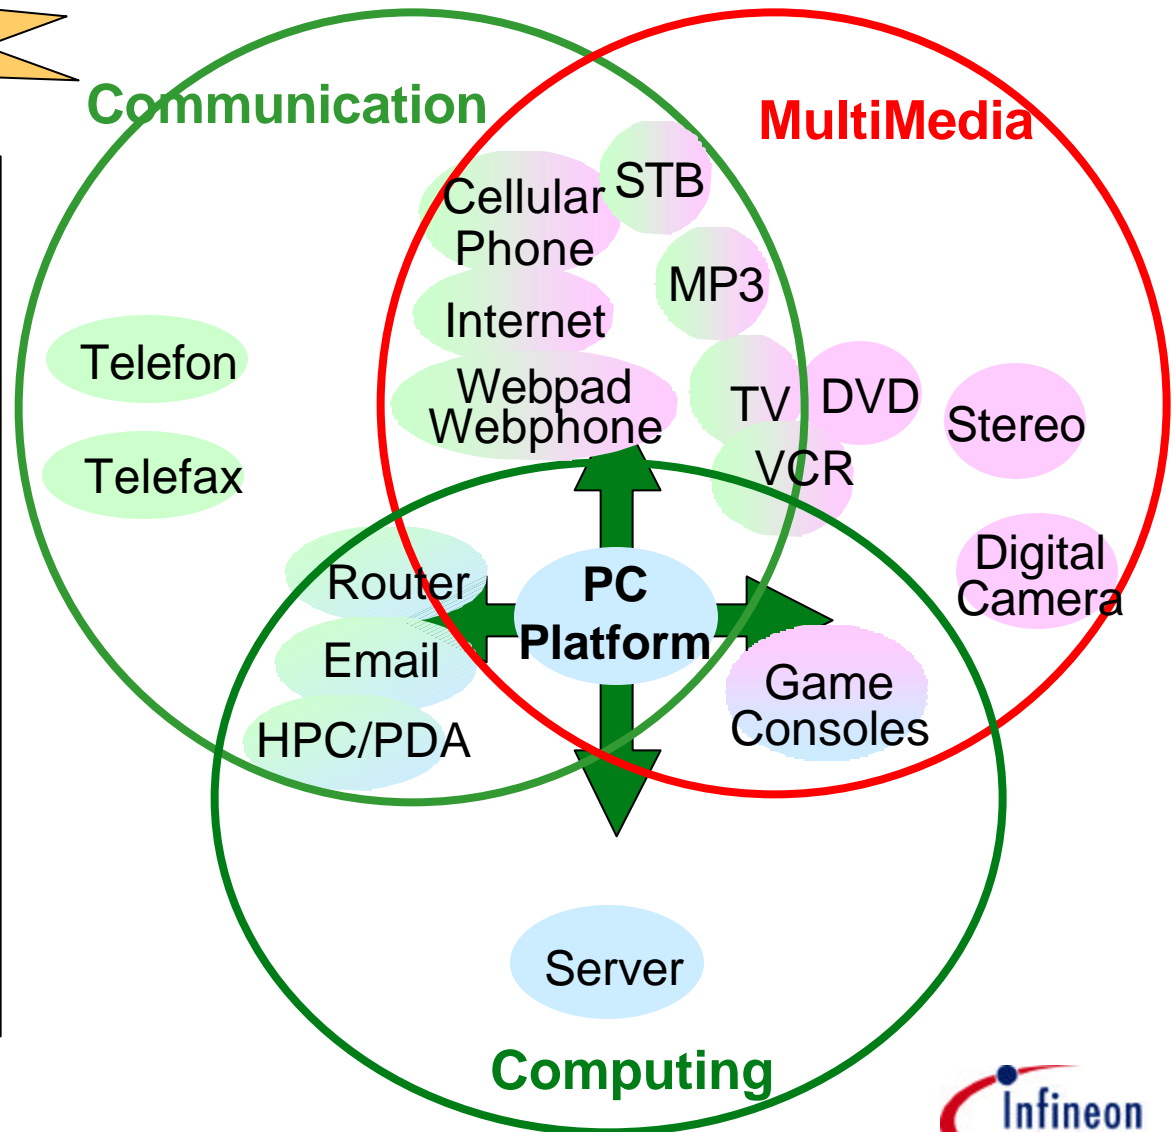 Communication
MultiMedia
STB
Cellular
Phone
MP3
Internet
Telefon
Webpad
Webphone
TV
DVD
Stereo
Telefax
VCR
Digital
Camera
Router
PC
Platform
Email
Game
Consoles
HPC/PDA
Server
Computing
Infineon